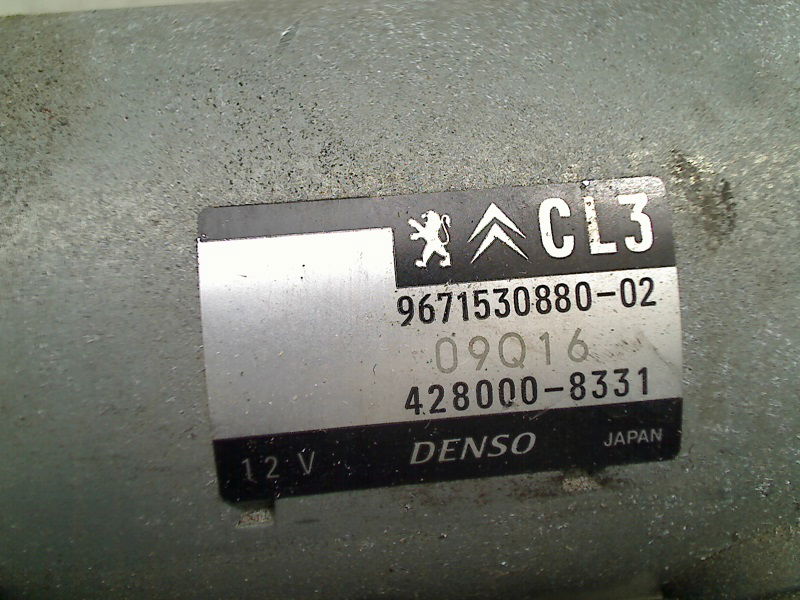 CL3
9671530880-02
09Q16
428000-8331
12 V DENSO JAPAN